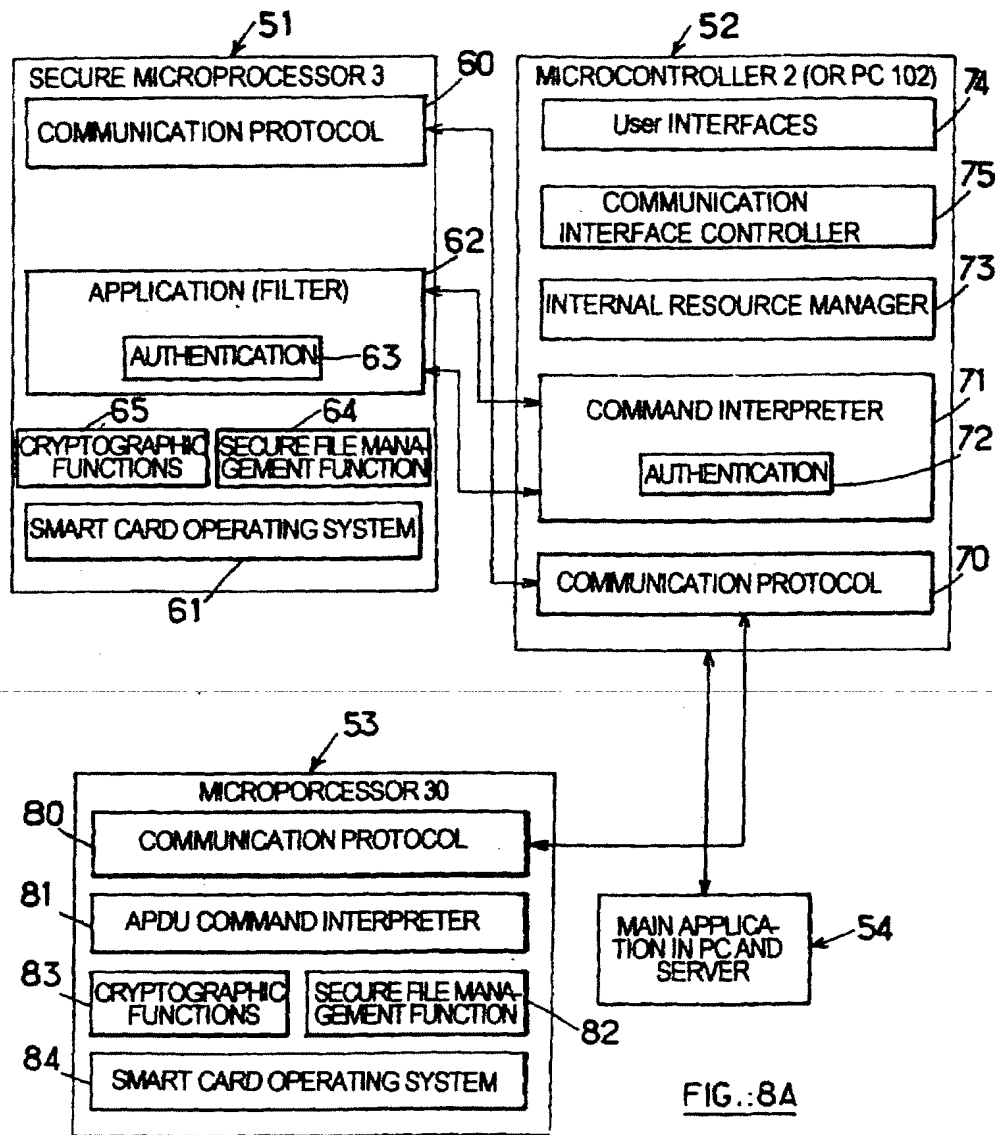 51
SECURE MICROPROCESSOR 3
60
COMMUNICATION PROTOCOL
62
APPLICATION (FILTER)
AUTHENTICATION
63
65
64
CRYPTOGRAPHIC
FUNCTIONS
SECURE FILE MANA-
GEMENT FUNCTION
SMART CARD OPERATING SYSTEM
61
52
MICROCONTROLLER 2 (OR PC 102)
74
User INTERFACES
75
COMMUNICATION
INTERFACE CONTROLLER
73
INTERNAL RESOURCE MANAGER
71
COMMAND INTERPRETER
72
AUTHENTICATION
70
COMMUNICATION PROTOCOL
53
MICROPORCESSOR 30
80
COMMUNICATION PROTOCOL
81
APDU COMMAND INTERPRETER
83
CRYPTOGRAPHIC
FUNCTIONS
SECURE FILE MANA-
GEMENT FUNCTION
82
84
SMART CARD OPERATING SYSTEM
MAIN APPLICA-
TION IN PC AND
SERVER
54
FIG.:8A